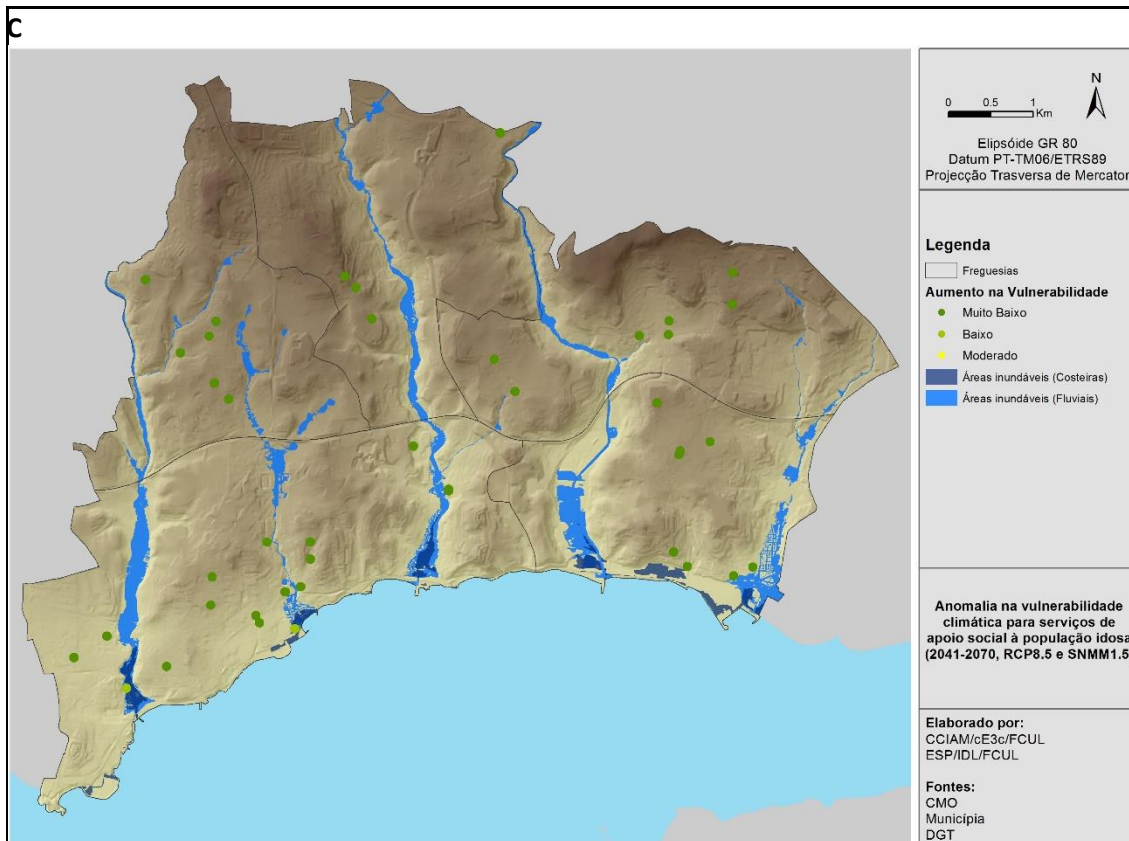 C
N
0 0.5 1
Km
Elipsóide GR 80
Datum PT-TM06/ETRS89
Projecção Trasversa de Mercator
Legenda
Freguesias
Aumento na Vulnerabilidade
Muito Baixo
Baixo
Moderado
Áreas inundáveis (Costeiras)
Áreas inundáveis (Fluviais)
Anomalia na vulnerabilidade
climática para serviços de
apoio social à população idosa
(2041-2070, RCP8.5 e SNMM1.5
Elaborado por:
CCIAM/cE3c/FCUL
ESP/IDL/FCUL
Fontes:
CMO
Municípia
DGT